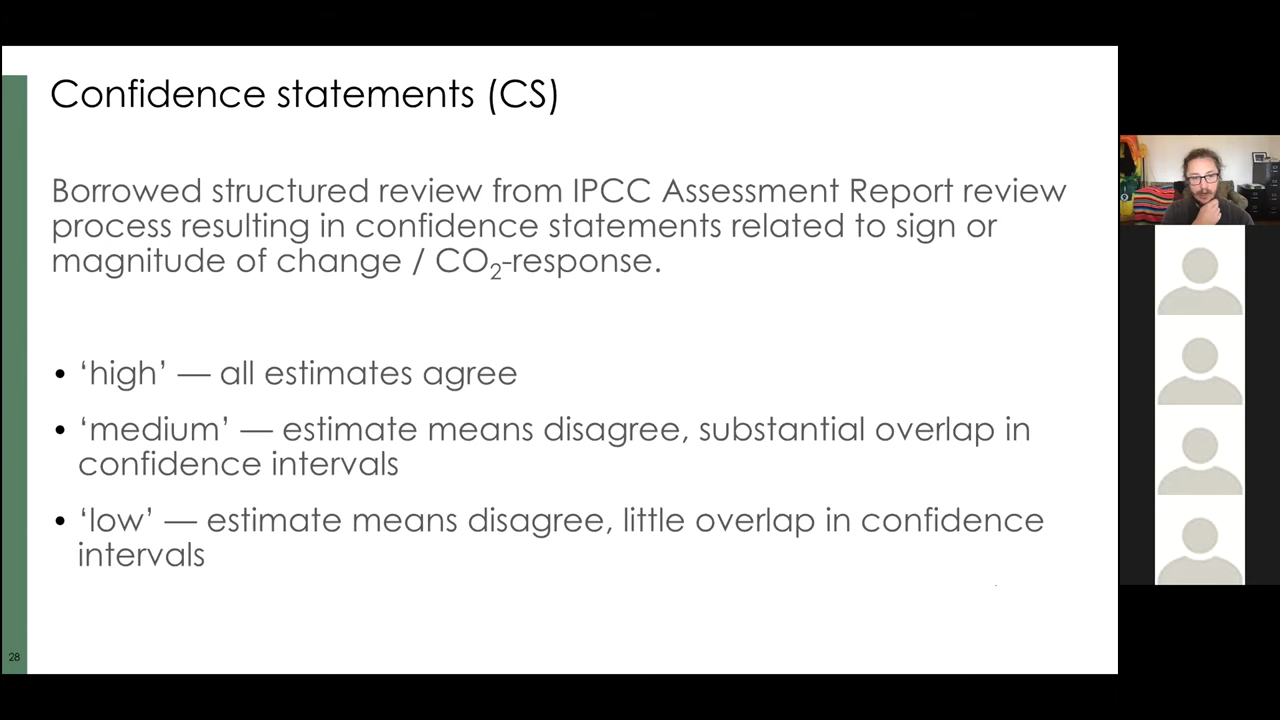 Confidence statements (CS)
Borrowed structured review from IPCC Assessment Report review
process resulting in confidence statements related to sign or
magnitude of change / CO₂-response.
• ‘high’ — all estimates agree
• ‘medium’ — estimate means disagree, substantial overlap in
confidence intervals
• ‘low’ — estimate means disagree, little overlap in confidence
intervals
28